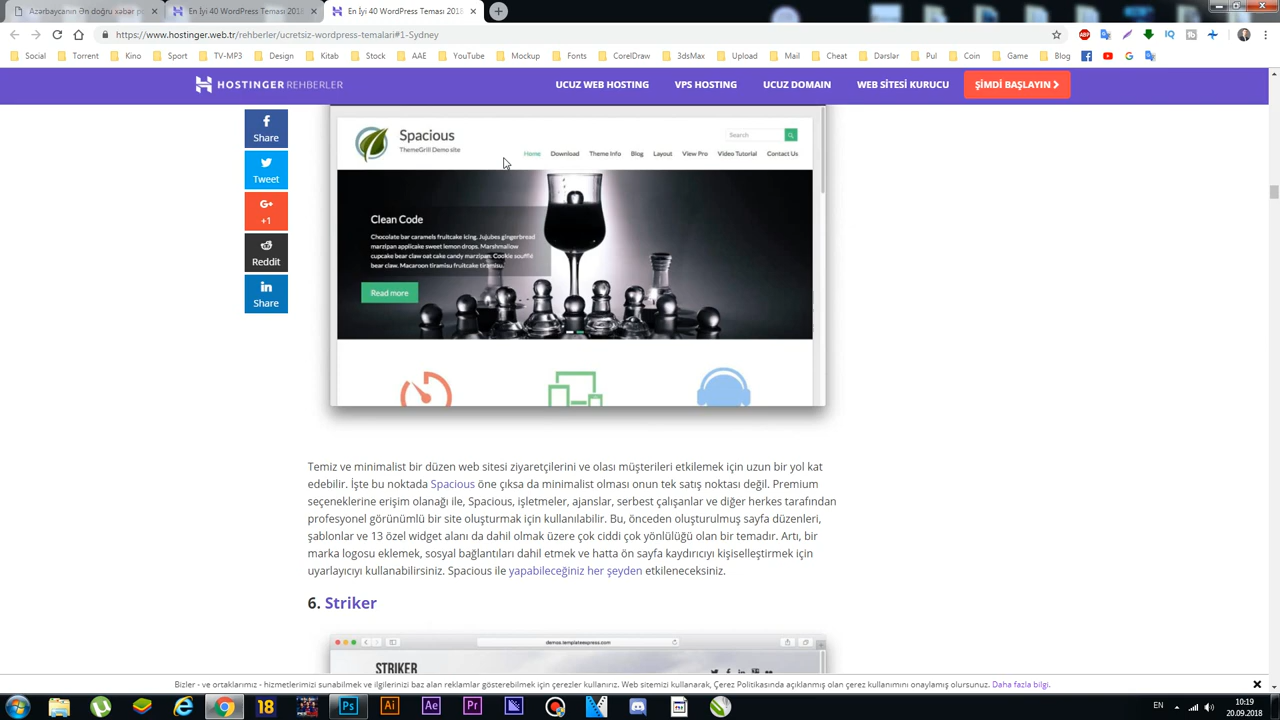 Azərbaycanın Ən doğru xəbər p
En İyi 40 WordPress Teması 2018
En İyi 40 WordPress Teması 2018
https://www.hostinger.web.tr/rehberler/ucretsiz-wordpress-temalari#1-Sydney
Social
Torrent
Kino
Sport
TV-MP3
Design
Kitab
Stock
AAE
YouTube
Mockup
Fonts
CorelDraw
3dsMax
Upload
Mail
Cheat
Darslar
Pul
Coin
Game
Blog
HOSTINGER REHBERLER
UCUZ WEB HOSTING
VPS HOSTING
UCUZ DOMAIN
WEB SİTESİ KURUCU
ŞİMDİ BAŞLAYIN
Share
Tweet
+1
Reddit
Share
Spacious
ThemeGrill Demo site
Search
Home
Download
Theme Info
Blog
Layout
View Pro
Video Tutorial
Contact Us
Clean Code
Chocolate bar caramels fruitcake icing. Jujubes gingerbread
marzipan applicake sweet lemon drops. Marshmallow
cupcake bear claw oat cake candy marzipan. Cookie soufflé
bear claw. Macaroon tiramisu fruitcake tiramisu.
Read more
Temiz ve minimalist bir düzen web sitesi ziyaretçilerini ve olası müşterileri etkilemek için uzun bir yol kat
edebilir. İşte bu noktada Spacious öne çıksa da minimalist olması onun tek satış noktası değil. Premium
seçeneklerine erişim olanağı ile, Spacious, işletmeler, ajanslar, serbest çalışanlar ve diğer herkes tarafından
profesyonel görünümlü bir site oluşturmak için kullanılabilir. Bu, önceden oluşturulmuş sayfa düzenleri,
şablonlar ve 13 özel widget alanı da dahil olmak üzere çok ciddi çok yönlülüğü olan bir temadır. Artı, bir
marka logosu eklemek, sosyal bağlantıları dahil etmek ve hatta ön sayfa kaydırıcıyı kişiselleştirmek için
uyarlayıcıyı kullanabilirsiniz. Spacious ile yapabileceğiniz her şeyden etkileneceksiniz.
6. Striker
demos.templateexpress.com
STRIKER
Bizler - ve ortaklarımız - hizmetlerimizi sunabilmek ve ilgilerinizi baz alan reklamlar gösterebilmek için çerezler kullanırız. Web sitemizi kullanarak, Çerez Politikasında açıklanmış olan çerez kullanımını onaylamış olursunuz. Daha fazla bilgi.
EN
10:19
20.09.2018